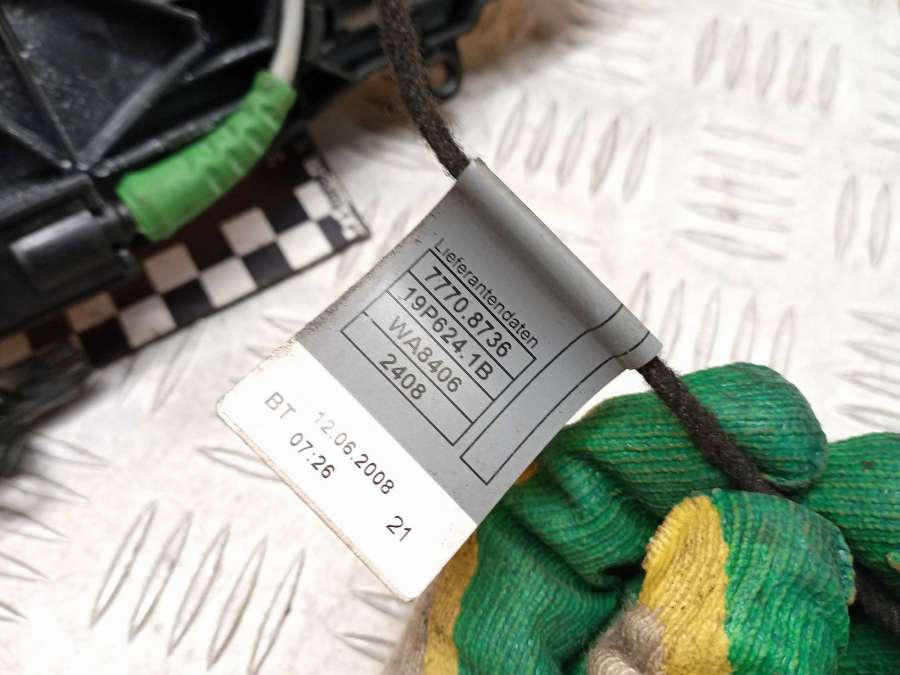 Lieferantendaten
7770.8736
19P624.1B
WA8406
2408
BT 12.06.2008
07:26 21